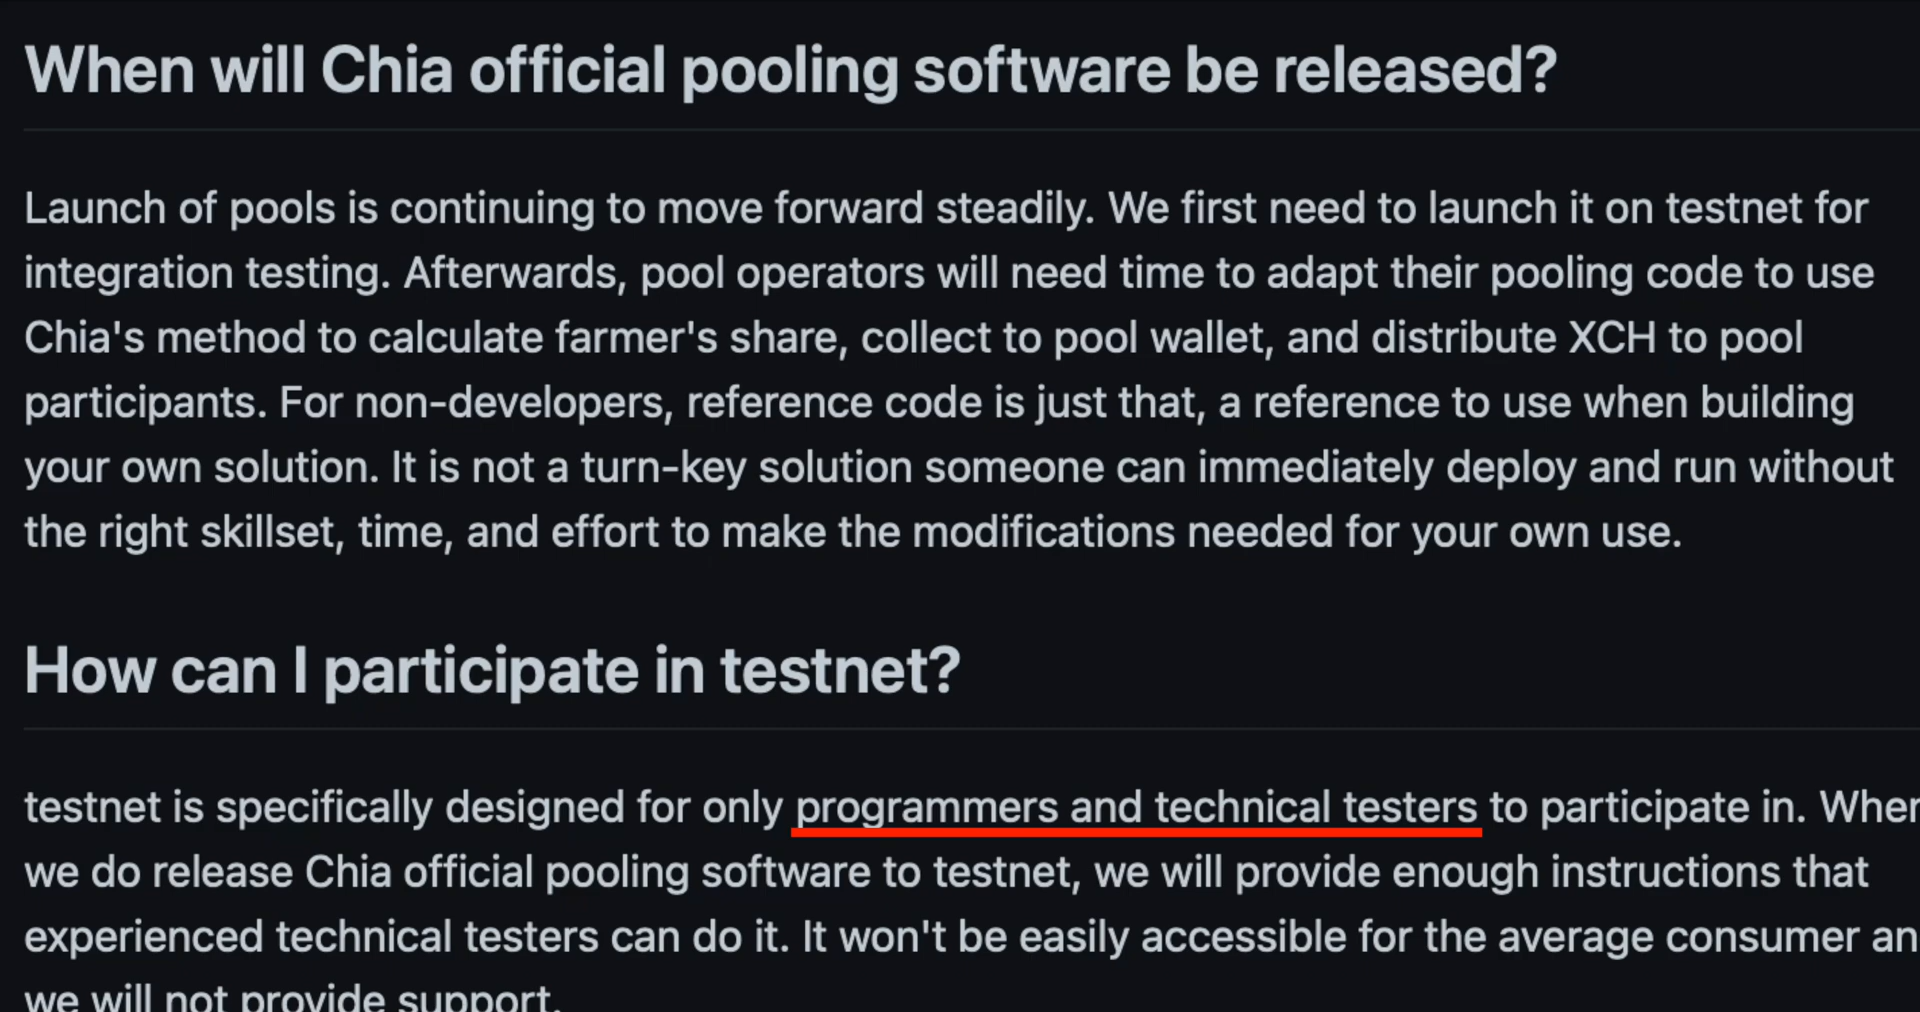 When will Chia official pooling software be released?
Launch of pools is continuing to move forward steadily. We first need to launch it on testnet for
integration testing. Afterwards, pool operators will need time to adapt their pooling code to use
Chia's method to calculate farmer's share, collect to pool wallet, and distribute XCH to pool
participants. For non-developers, reference code is just that, a reference to use when building
your own solution. It is not a turn-key solution someone can immediately deploy and run without
the right skillset, time, and effort to make the modifications needed for your own use.
How can I participate in testnet?
testnet is specifically designed for only programmers and technical testers to participate in.
we do release Chia official pooling software to testnet, we will provide enough instructions that
experienced technical testers can do it. It won't be easily accessible for the average consumer
we will not provide support.